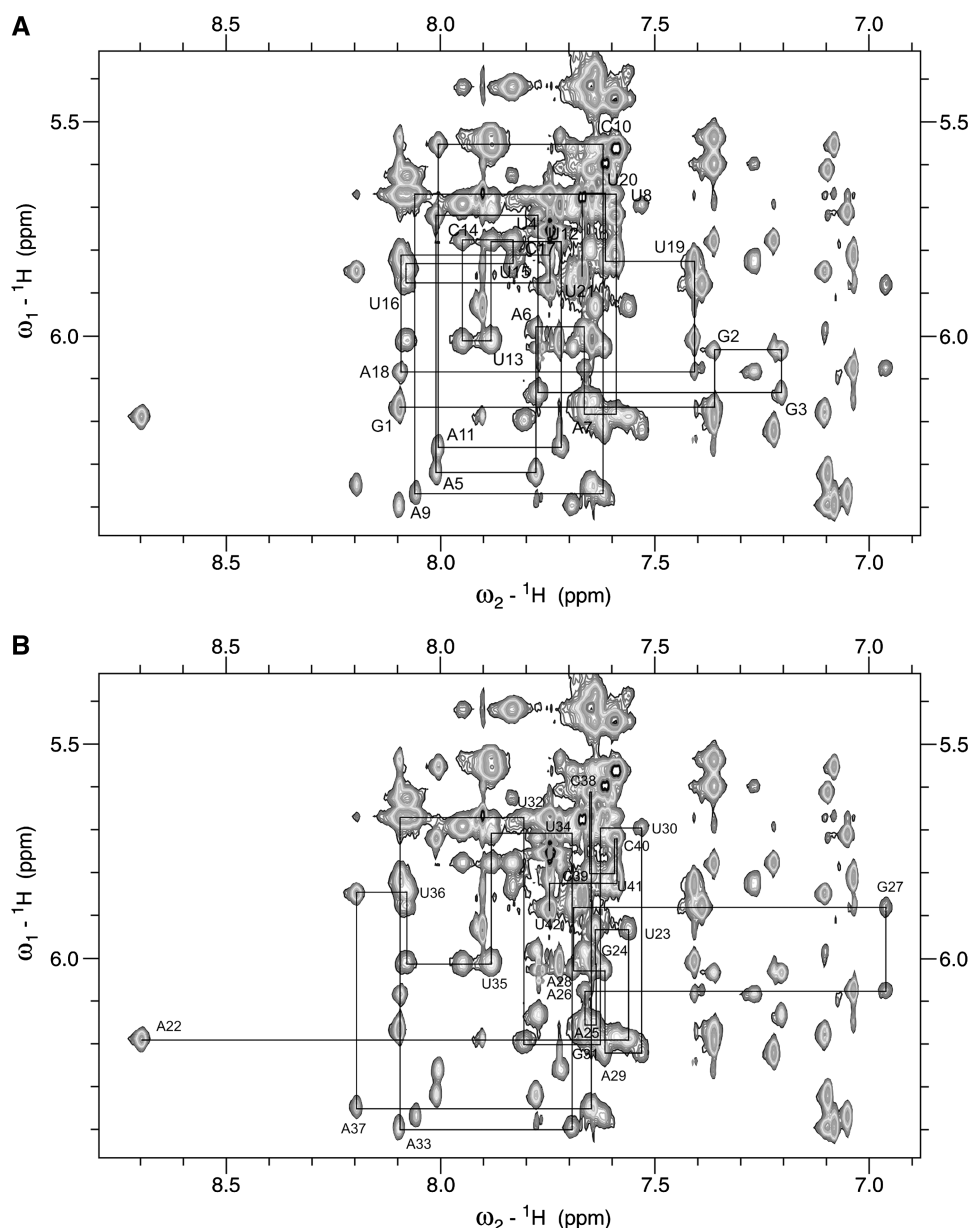 A
8.5 8.0 7.5 7.0
5.5 5.5
C10
U20
U8
C14 U4 U12
C17
U19
U15
U16 U21
A6
6.0 6.0
U13 G2
A18
G1 A7 G3
A11
A5
A9
8.5 8.0 7.5 7.0
ω1 - 1H (ppm)
ω2 - 1H (ppm)
B
8.5 8.0 7.5 7.0
5.5 5.5
C38
U32
U34 U30
C40
C39 U41
U36 G27
U42 U23
G24
6.0 6.0
U35 A28
A26
A22 A25
G31
A29
A37 A33
8.5 8.0 7.5 7.0
ω1 - 1H (ppm)
ω2 - 1H (ppm)